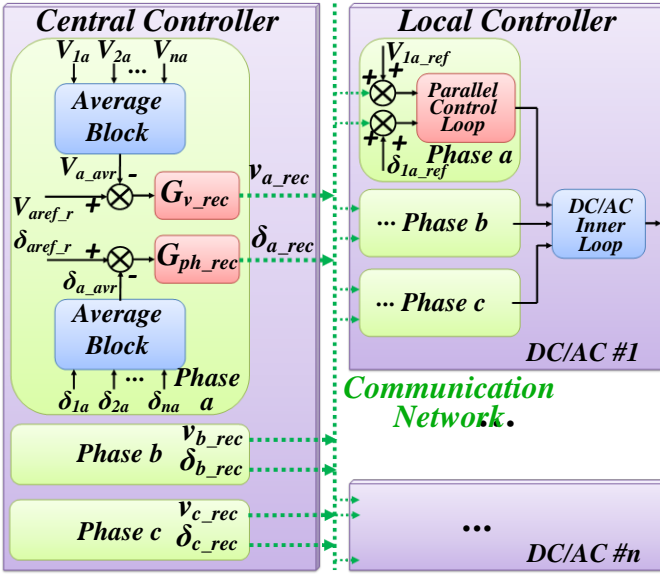 Central Controller
V1a V2a ... Vna
Average
Block
Va_avr
-
+
Varef_r
Gv_rec
va_rec
δaref_r
+
-
Gph_rec
δa_rec
δa_avr
Average
Block
δ1a δ2a ... δna
Phase
a
Phase b
vb_rec
δb_rec
Phase c
vc_rec
δc_rec
Local Controller
V1a_ref
+
+
+
+
Parallel
Control
Loop
Phase a
δ1a_ref
... Phase b
... Phase c
DC/AC
Inner
Loop
DC/AC #1
Communication
Network
...
...
DC/AC #n